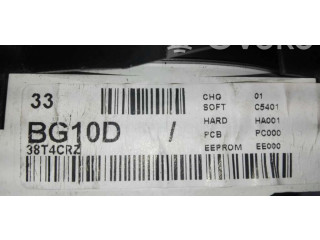 33
BG10D /
38T4CRZ
CHG 01
SOFT C5401
HARD HA001
PCB PC000
EEPROM EE000